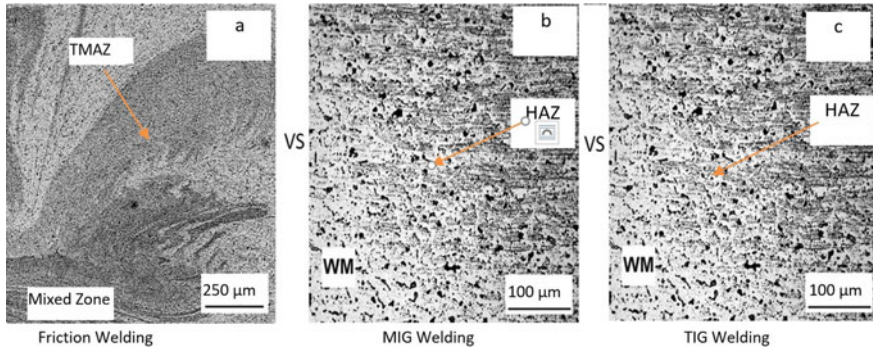 a
TMAZ
Mixed Zone
250 μm
Friction Welding
VS
b
HAZ
WM
100 μm
MIG Welding
VS
c
HAZ
WM
100 μm
TIG Welding